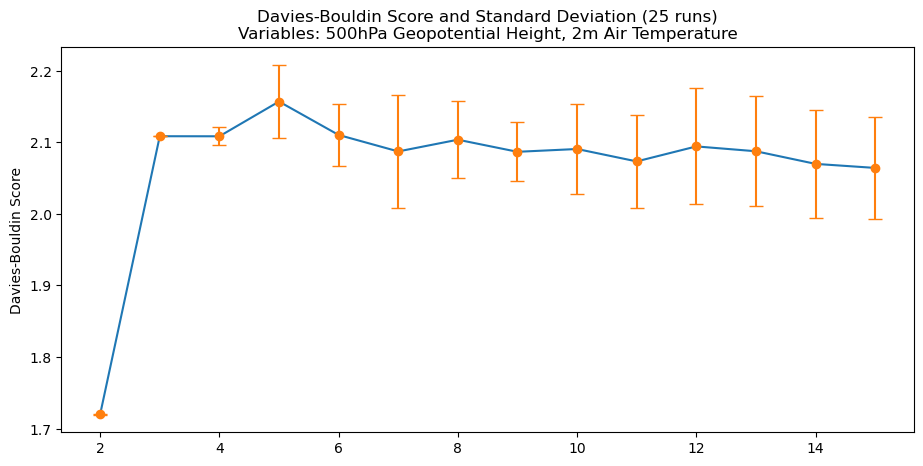 Davies-Bouldin Score and Standard Deviation (25 runs)
Variables: 500hPa Geopotential Height, 2m Air Temperature
Davies-Bouldin Score
2.2
2.1
2.0
1.9
1.8
1.7
2 4 6 8 10 12 14